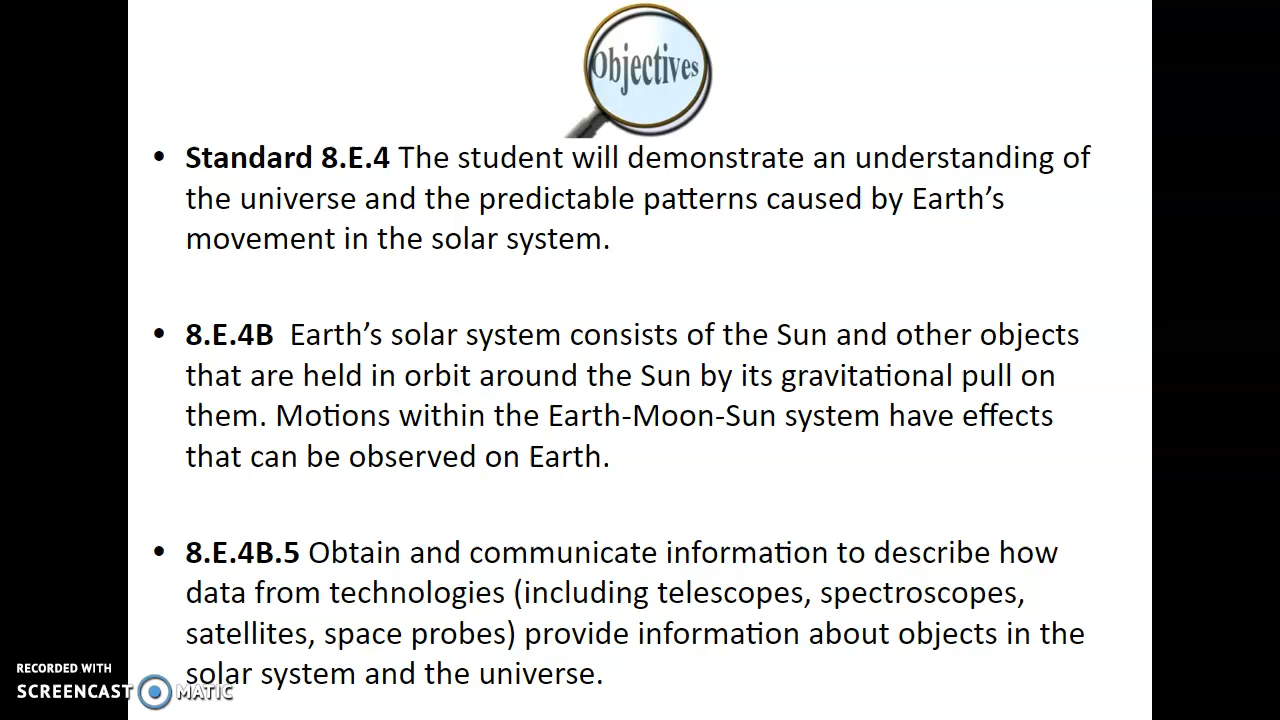 Objectives
• Standard 8.E.4 The student will demonstrate an understanding of
the universe and the predictable patterns caused by Earth’s
movement in the solar system.
• 8.E.4B  Earth’s solar system consists of the Sun and other objects
that are held in orbit around the Sun by its gravitational pull on
them. Motions within the Earth-Moon-Sun system have effects
that can be observed on Earth.
• 8.E.4B.5 Obtain and communicate information to describe how
data from technologies (including telescopes, spectroscopes,
satellites, space probes) provide information about objects in the
solar system and the universe.
RECORDED WITH
SCREENCAST MATIC